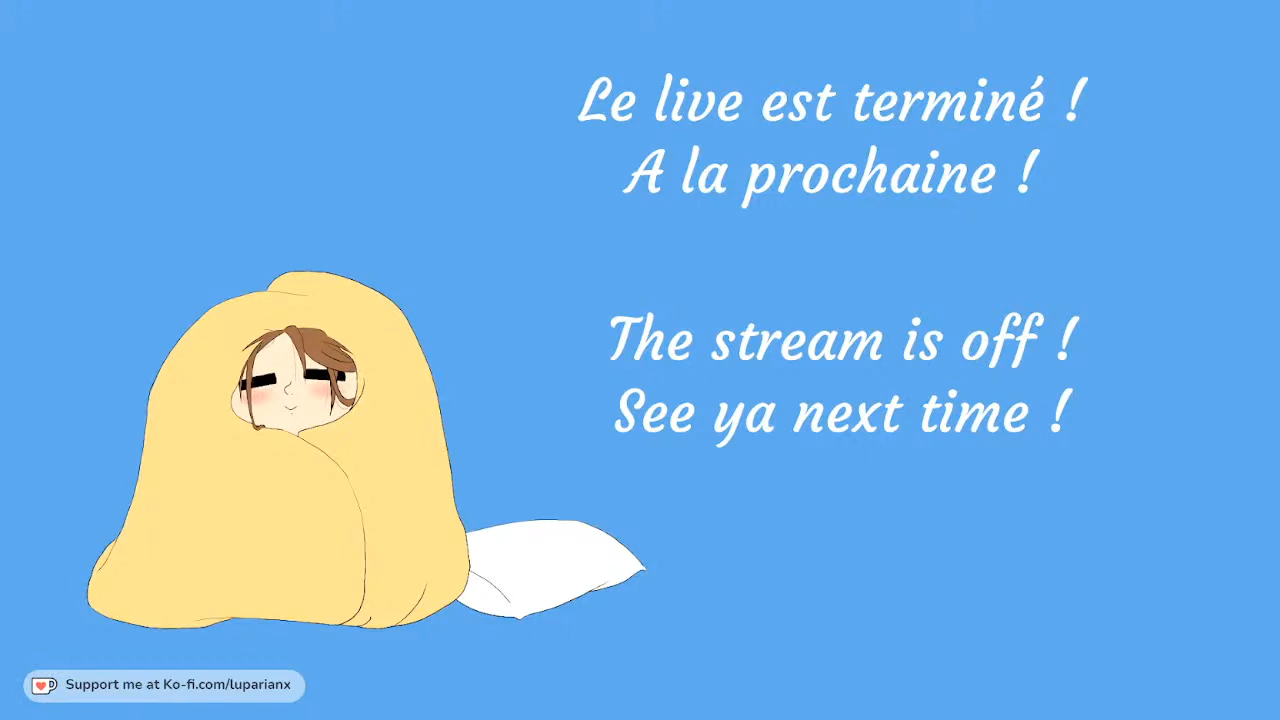 Le live est terminé !
A la prochaine !
The stream is off !
See ya next time !
Support me at Ko-fi.com/luparianx